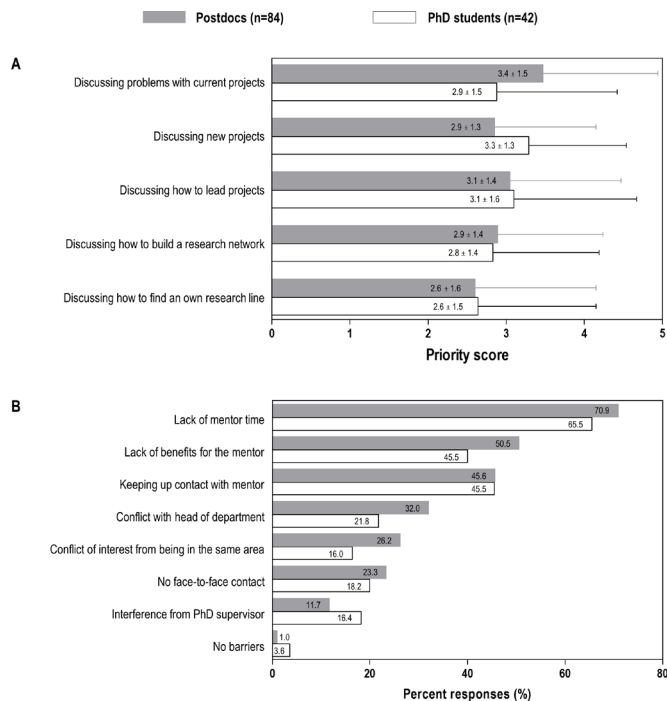 Postdocs (n=84) PhD students (n=42)
A
Discussing problems with current projects 3.4 ± 1.5
2.9 ± 1.5
Discussing new projects 2.9 ± 1.3
3.3 ± 1.3
Discussing how to lead projects 3.1 ± 1.4
3.1 ± 1.6
Discussing how to build a research network 2.9 ± 1.4
2.8 ± 1.4
Discussing how to find an own research line 2.6 ± 1.6
2.6 ± 1.5
0 1 2 3 4 5
Priority score
B
Lack of mentor time 70.9
65.5
Lack of benefits for the mentor 50.5
45.5
Keeping up contact with mentor 45.6
45.5
Conflict with head of department 32.0
21.8
Conflict of interest from being in the same area 26.2
16.0
No face-to-face contact 23.3
18.2
Interference from PhD supervisor 11.7
16.4
No barriers 1.0
3.6
0 20 40 60 80
Percent responses (%)